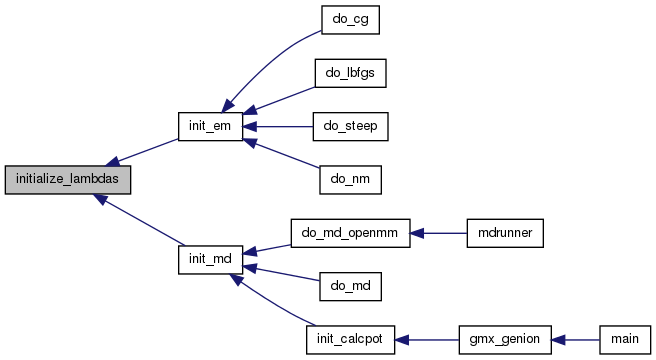 do_cg
do_lbfgs
init_em
do_steep
initialize_lambdas
do_nm
do_md_openmm
mdrunner
init_md
do_md
init_calcpot
gmx_genion
main